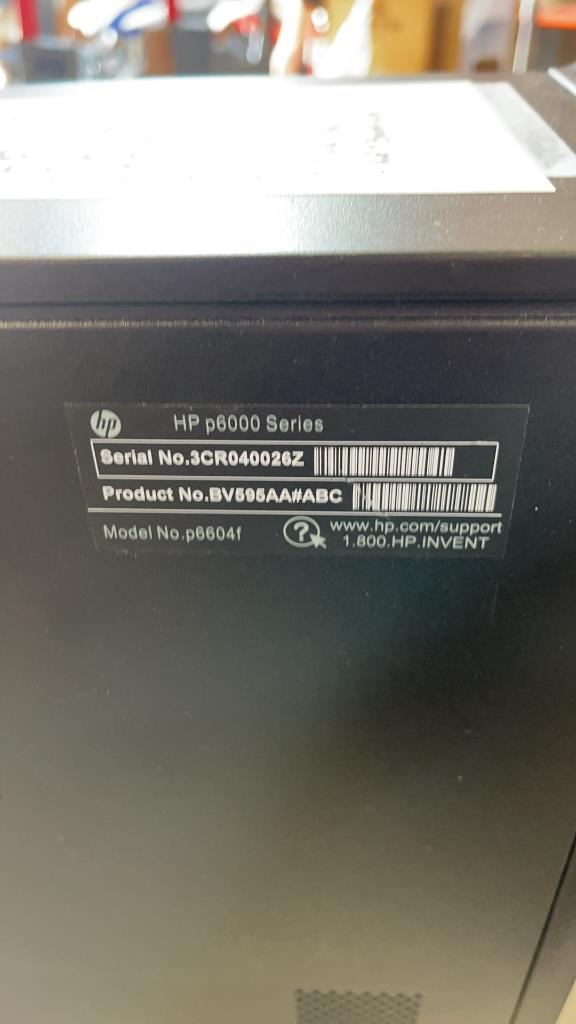 hp
HP p6000 Series
Serial No.3CR040026Z
Product No.BV595AA#ABC
Model No.p6604f
?
www.hp.com/support
1.800.HP.INVENT